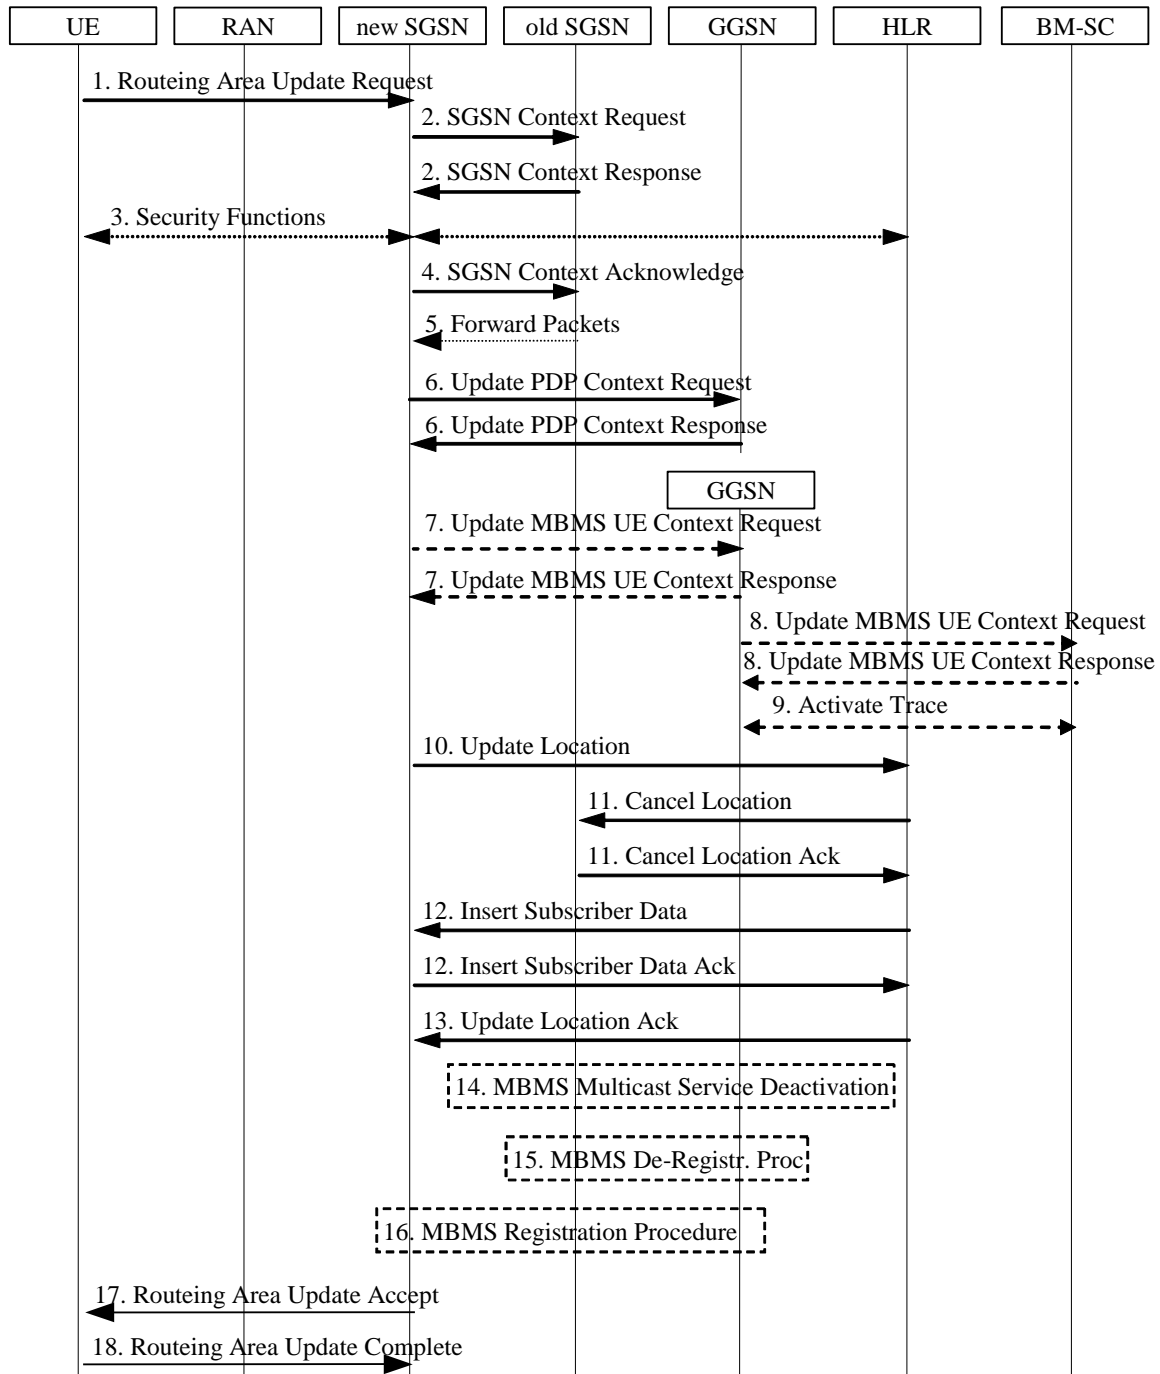 UE
RAN
new SGSN
old SGSN
GGSN
HLR
BM-SC
1. Routeing Area Update Request
2. SGSN Context Request
2. SGSN Context Response
3. Security Functions
4. SGSN Context Acknowledge
5. Forward Packets
6. Update PDP Context Request
6. Update PDP Context Response
GGSN
7. Update MBMS UE Context Request
7. Update MBMS UE Context Response
8. Update MBMS UE Context Request
8. Update MBMS UE Context Response
9. Activate Trace
10. Update Location
11. Cancel Location
11. Cancel Location Ack
12. Insert Subscriber Data
12. Insert Subscriber Data Ack
13. Update Location Ack
14. MBMS Multicast Service Deactivation
15. MBMS De-Registr. Proc
16. MBMS Registration Procedure
17. Routeing Area Update Accept
18. Routeing Area Update Complete